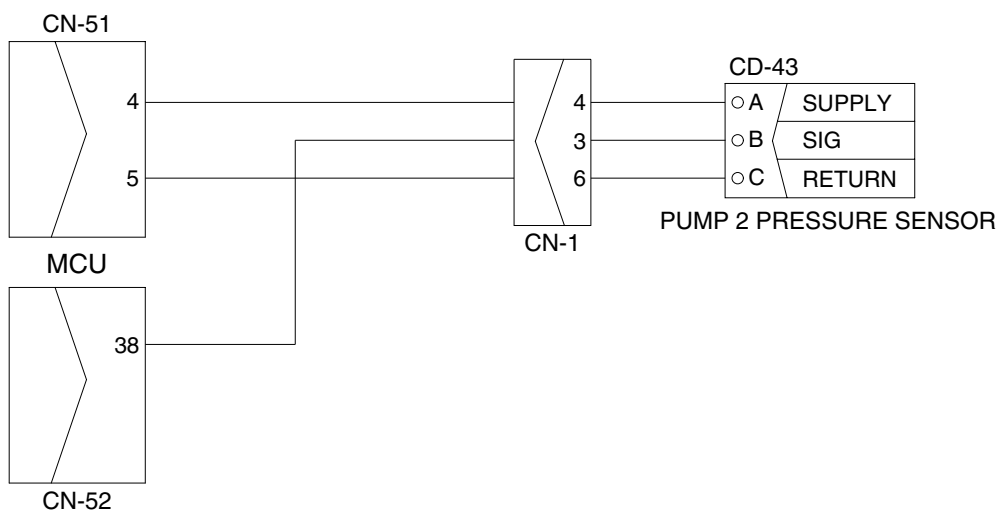 CN-51
4
5
MCU
38
CN-52
4
3
6
CN-1
CD-43
A SUPPLY
B SIG
C RETURN
PUMP 2 PRESSURE SENSOR